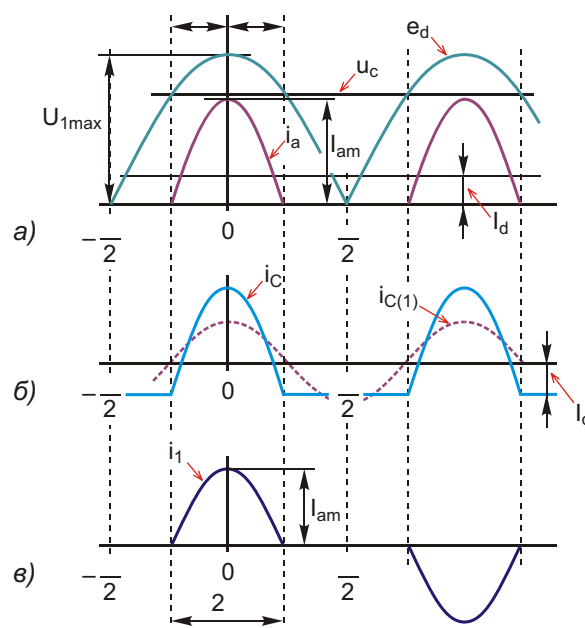 e_d
u_c
U_1max
i_a
I_am
I_d
а)
− _ 2
0
_ 2
i_C
i_C(1)
б)
− _ 2
0
_ 2
i_1
I_am
в)
− _ 2
0
_ 2
2